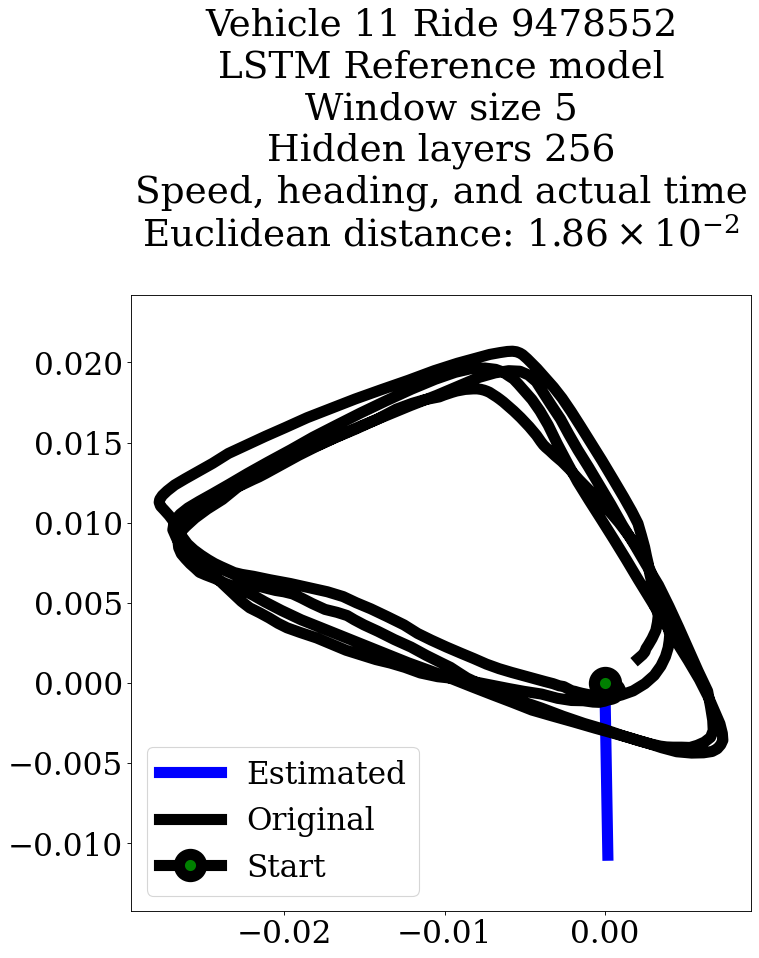 Vehicle 11 Ride 9478552
LSTM Reference model
Window size 5
Hidden layers 256
Speed, heading, and actual time
Euclidean distance: 1.86 × 10⁻²
0.020
0.015
0.010
0.005
0.000
−0.005
−0.010
Estimated
Original
Start
−0.02
−0.01
0.00